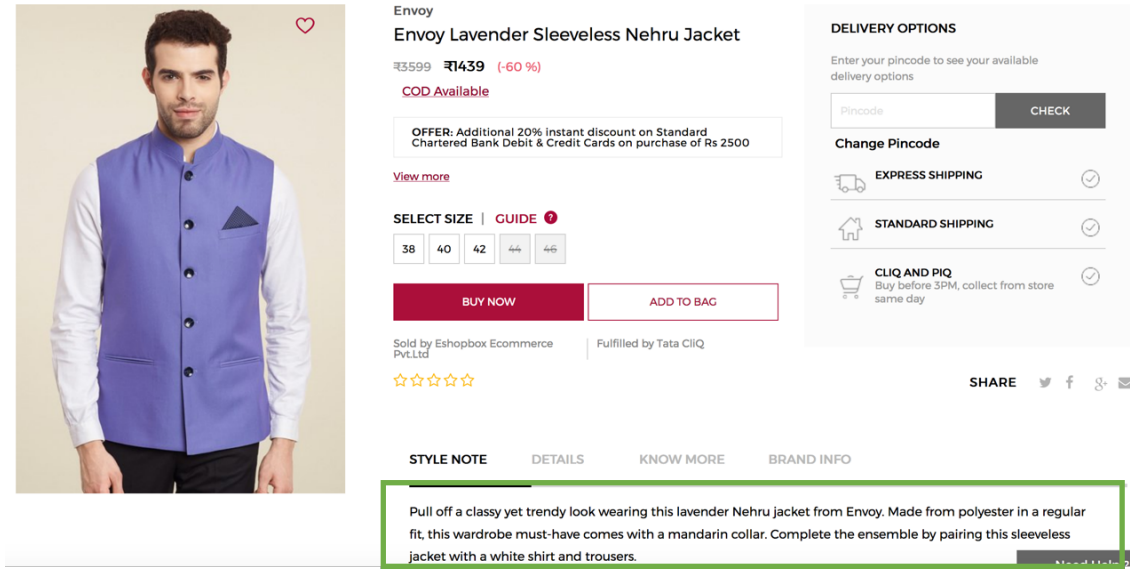 Envoy
Envoy Lavender Sleeveless Nehru Jacket
₹3599 ₹1439 (-60 %)
COD Available
OFFER: Additional 20% instant discount on Standard
Chartered Bank Debit & Credit Cards on purchase of Rs 2500
View more
SELECT SIZE | GUIDE ?
38 40 42 44 46
BUY NOW
ADD TO BAG
Sold by Eshopbox Ecommerce
Pvt.Ltd
Fulfilled by Tata CliQ
DELIVERY OPTIONS
Enter your pincode to see your available
delivery options
Pincode
CHECK
Change Pincode
EXPRESS SHIPPING
STANDARD SHIPPING
CLIQ AND PIQ
Buy before 3PM, collect from store
same day
SHARE
STYLE NOTE DETAILS KNOW MORE BRAND INFO
Pull off a classy yet trendy look wearing this lavender Nehru jacket from Envoy. Made from polyester in a regular
fit, this wardrobe must-have comes with a mandarin collar. Complete the ensemble by pairing this sleeveless
jacket with a white shirt and trousers.